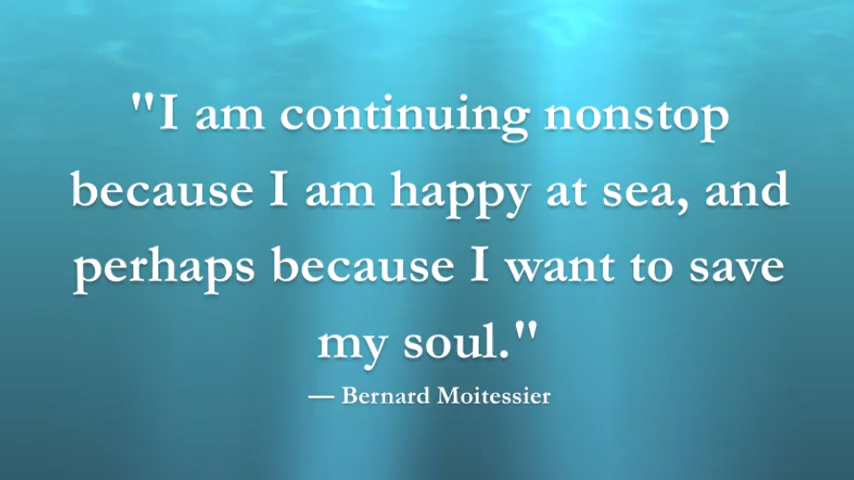 "I am continuing nonstop
because I am happy at sea, and
perhaps because I want to save
my soul."
— Bernard Moitessier